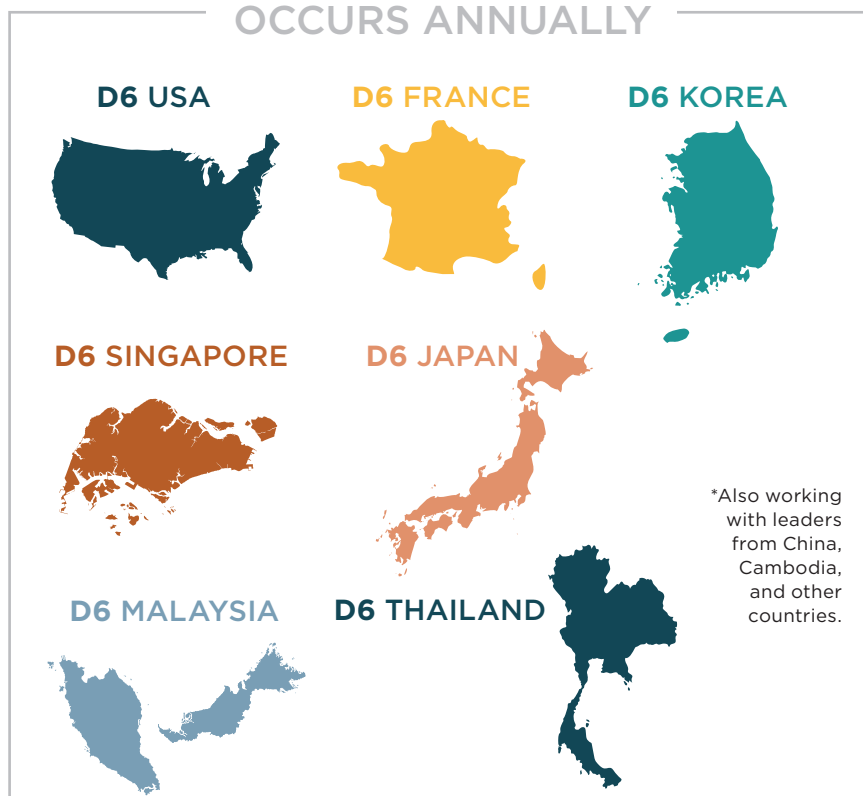 OCCURS ANNUALLY
D6 USA
D6 FRANCE
D6 KOREA
D6 SINGAPORE
D6 JAPAN
*Also working
with leaders
from China,
Cambodia,
and other
countries.
D6 MALAYSIA
D6 THAILAND